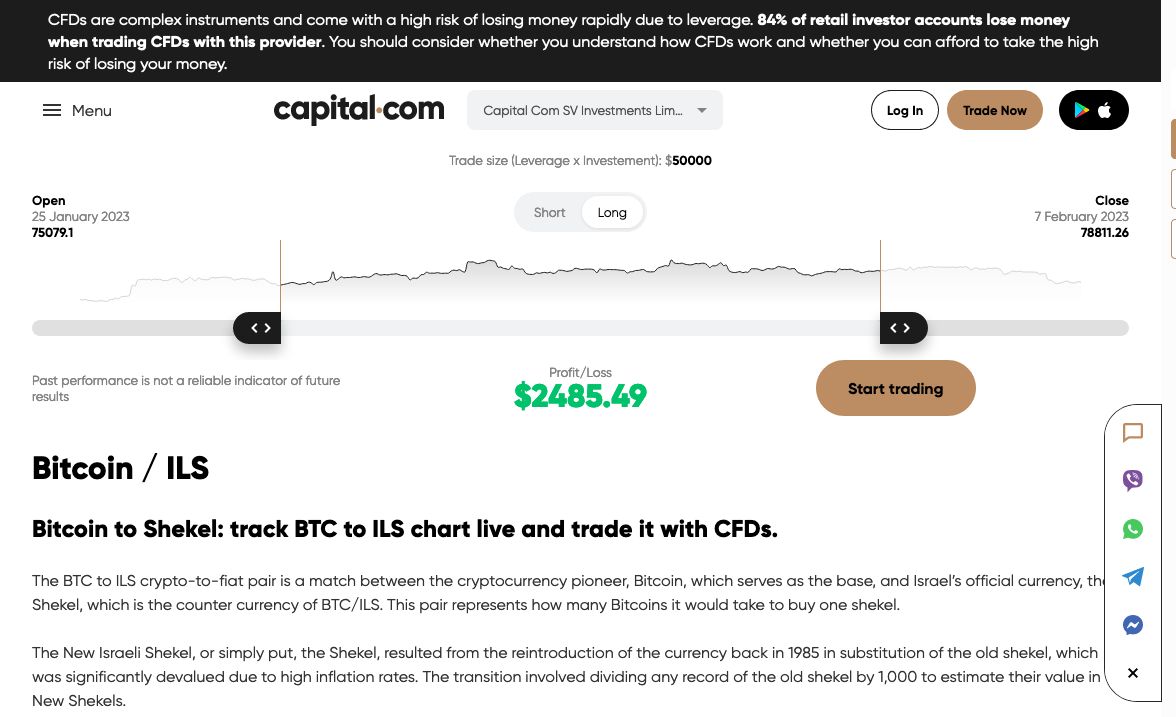 CFDs are complex instruments and come with a high risk of losing money rapidly due to leverage. 84% of retail investor accounts lose money
when trading CFDs with this provider. You should consider whether you understand how CFDs work and whether you can afford to take the high
risk of losing your money.
Menu
capital.com
Capital Com SV Investments Lim...
Log In
Trade Now
Trade size (Leverage x Investement): $50000
Open
25 January 2023
75079.1
Short
Long
Close
7 February 2023
78811.26
Past performance is not a reliable indicator of future
results
Profit/Loss
$2485.49
Start trading
Bitcoin / ILS
Bitcoin to Shekel: track BTC to ILS chart live and trade it with CFDs.
The BTC to ILS crypto-to-fiat pair is a match between the cryptocurrency pioneer, Bitcoin, which serves as the base, and Israel's official currency, the
Shekel, which is the counter currency of BTC/ILS. This pair represents how many Bitcoins it would take to buy one shekel.
The New Israeli Shekel, or simply put, the Shekel, resulted from the reintroduction of the currency back in 1985 in substitution of the old shekel, which
was significantly devalued due to high inflation rates. The transition involved dividing any record of the old shekel by 1,000 to estimate their value in
New Shekels.